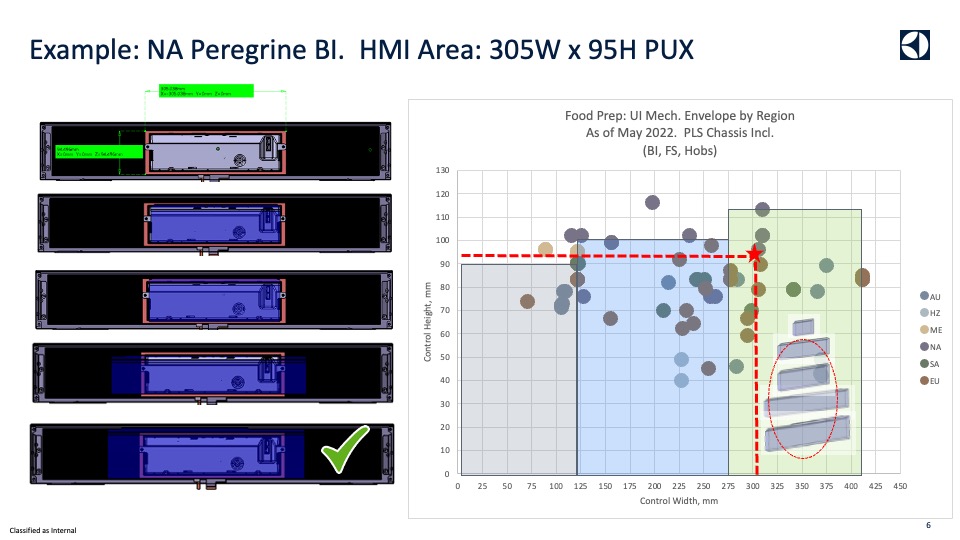 Example: NA Peregrine BI. HMI Area: 305W x 95H PUX
Food Prep: UI Mech. Envelope by Region
As of May 2022. PLS Chassis Incl.
(BI, FS, Hobs)
130
120
110
100
90
80
70
60
50
40
30
20
10
0
Control Height, mm
0 25 50 75 100 125 150 175 200 225 250 275 300 325 350 375 400 425 450
Control Width, mm
AU
HZ
ME
NA
SA
EU
Classified as Internal
6